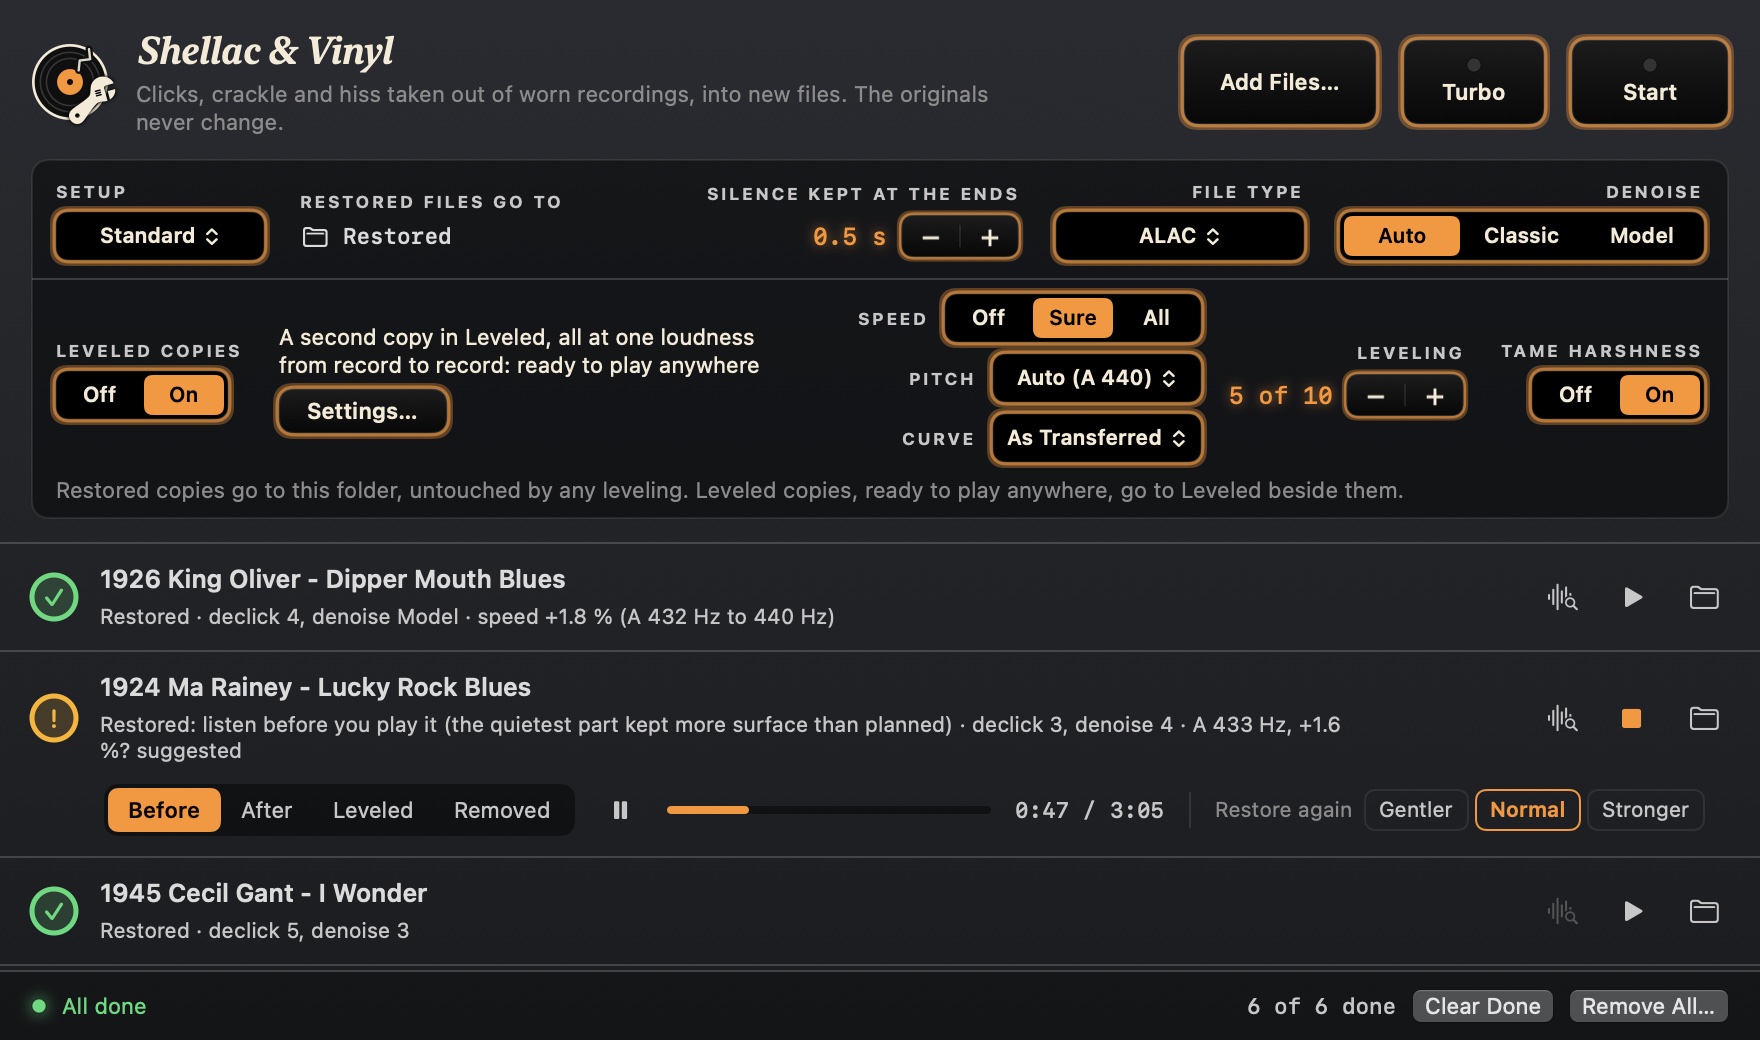 Shellac & Vinyl
Clicks, crackle and hiss taken out of worn recordings, into new files. The originals
never change.
Add Files...
Turbo
Start
SETUP
Standard
RESTORED FILES GO TO
Restored
SILENCE KEPT AT THE ENDS
0.5 s
− +
FILE TYPE
ALAC
DENOISE
Auto Classic Model
LEVELED COPIES
Off On
A second copy in Leveled, all at one loudness
from record to record: ready to play anywhere
Settings...
SPEED Off Sure All
PITCH Auto (A 440)
CURVE As Transferred
LEVELING
5 of 10 − +
TAME HARSHNESS
Off On
Restored copies go to this folder, untouched by any leveling. Leveled copies, ready to play anywhere, go to Leveled beside them.
1926 King Oliver - Dipper Mouth Blues
Restored · declick 4, denoise Model · speed +1.8 % (A 432 Hz to 440 Hz)
1924 Ma Rainey - Lucky Rock Blues
Restored: listen before you play it (the quietest part kept more surface than planned) · declick 3, denoise 4 · A 433 Hz, +1.6
%? suggested
Before After Leveled Removed
0:47 / 3:05
Restore again Gentler Normal Stronger
1945 Cecil Gant - I Wonder
Restored · declick 5, denoise 3
All done
6 of 6 done
Clear Done
Remove All...